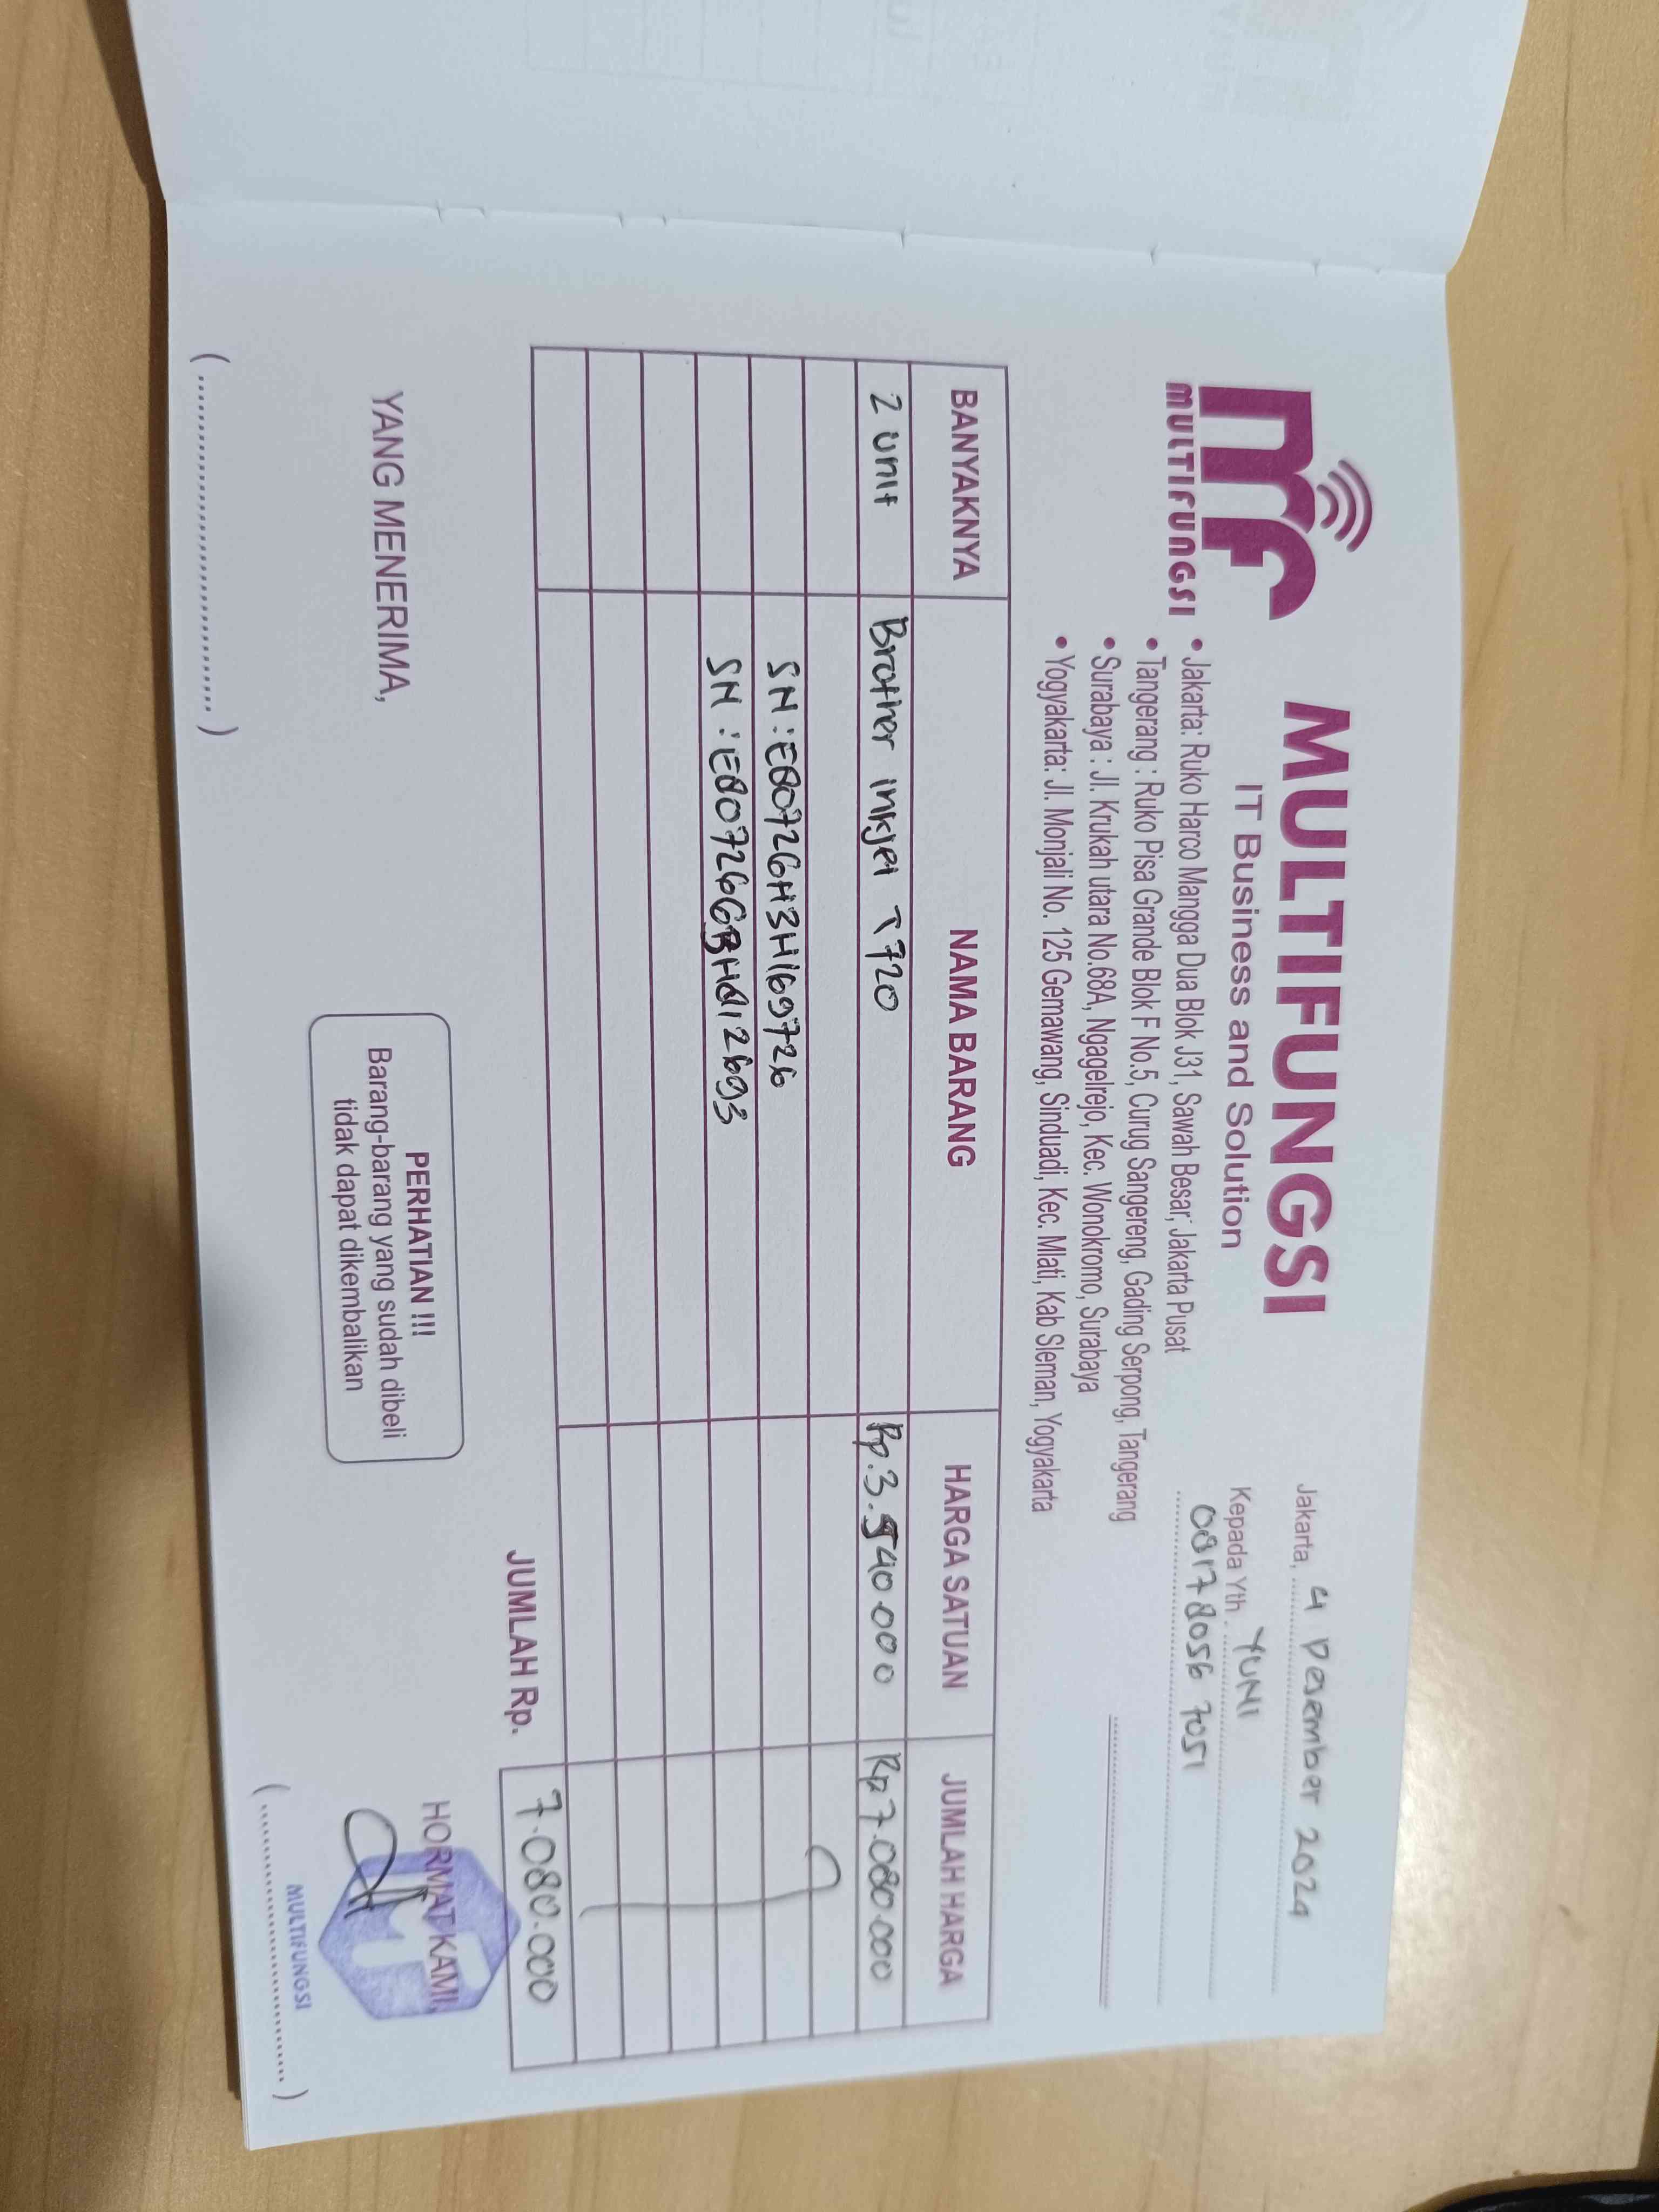 MULTIFUNGSI
MULTIFUNGSI
IT Business and Solution
• Jakarta: Ruko Harco Mangga Dua Blok J31, Sawah Besar, Jakarta Pusat
• Tangerang : Ruko Pisa Grande Blok F No.5, Curug Sangereng, Gading Serpong, Tangerang
• Surabaya : Jl. Krukah utara No.68A, Ngagelrejo, Kec. Wonokromo, Surabaya
• Yogyakarta: Jl. Monjali No. 125 Gemawang, Sinduadi, Kec. Mlati, Kab Sleman, Yogyakarta
Jakarta, 4 Desember 2024
Kepada Yth. YUNI
08178056 7051
BANYAKNYA NAMA BARANG HARGA SATUAN JUMLAH HARGA
2 unit Brother inkjet T720 Rp.3.540.000 Rp7.080.000
SN : E80726H3H169726
SN :
JUMLAH Rp. 7.080.000
YANG MENERIMA,
PERHATIAN !!!
Barang-barang yang sudah dibeli
tidak dapat dikembalikan
HORMAT KAMI,
MULTIFUNGSI